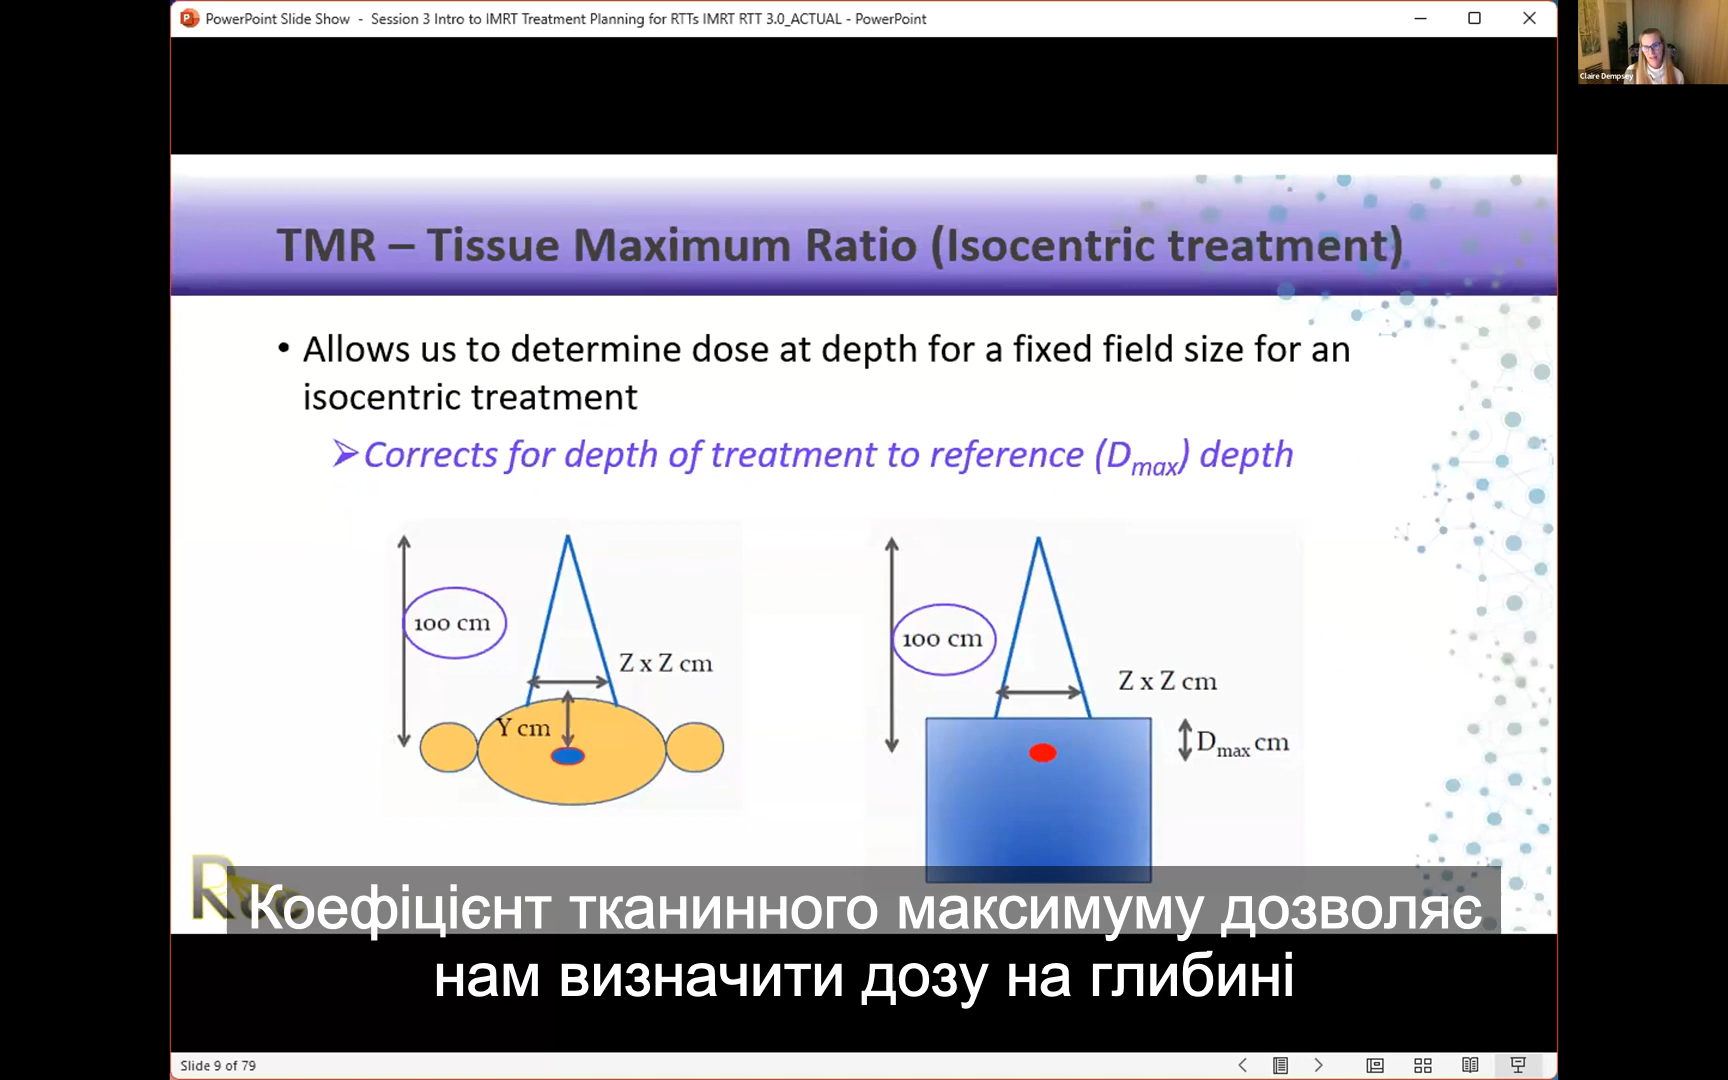 PowerPoint Slide Show - Session 3 Intro to IMRT Treatment Planning for RTTs IMRT RTT 3.0_ACTUAL - PowerPoint
Claire Dempsey
TMR – Tissue Maximum Ratio (Isocentric treatment)
• Allows us to determine dose at depth for a fixed field size for an
isocentric treatment
➢Corrects for depth of treatment to reference (Dmax) depth
100 cm
Z x Z cm
Y cm
100 cm
Z x Z cm
Dmax cm
R
Коефіцієнт тканинного максимуму дозволяє
нам визначити дозу на глибині
Slide 9 of 79